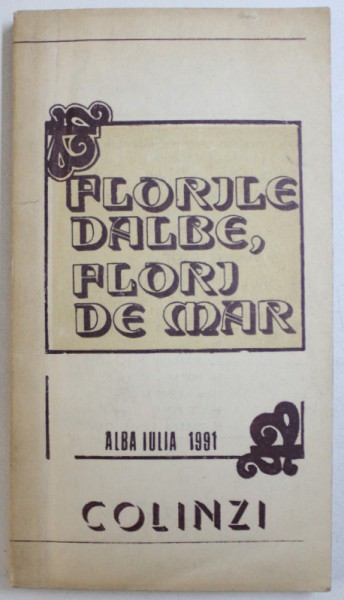 FLORILE
DALBE,
FLORI
DE MAR
ALBA IULIA 1991
COLINZI